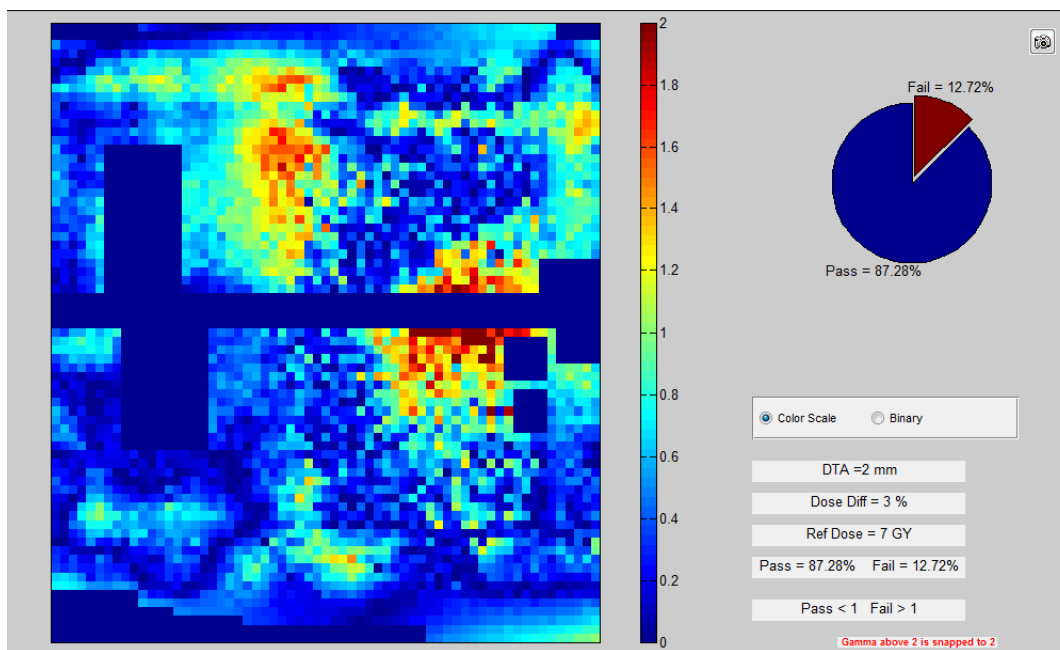 2
1.8
1.6
1.4
1.2
1
0.8
0.6
0.4
0.2
0
Fail = 12.72%
Pass = 87.28%
Color Scale Binary
DTA =2 mm
Dose Diff = 3 %
Ref Dose = 7 GY
Pass = 87.28% Fail = 12.72%
Pass < 1 Fail > 1
Gamma above 2 is snapped to 2